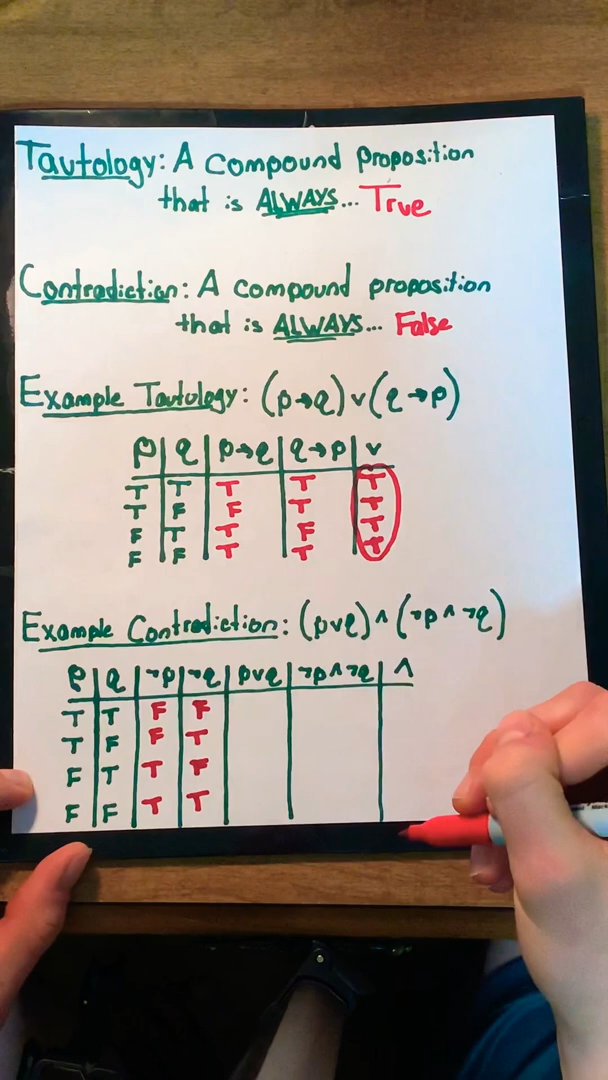 Tautology: A compound proposition
that is ALWAYS... True
Contradiction: A compound proposition
that is ALWAYS... False
Example Tautology: (p→q)∨(q→p)
p q p→q q→p ∨
T T T T T
T F F T T
F T T F T
F F T T T
Example Contradiction: (p∨q)∧(¬p∧¬q)
p q ¬p ¬q p∨q ¬p∧¬q ∧
T T F F
T F F T
F T T F
F F T T